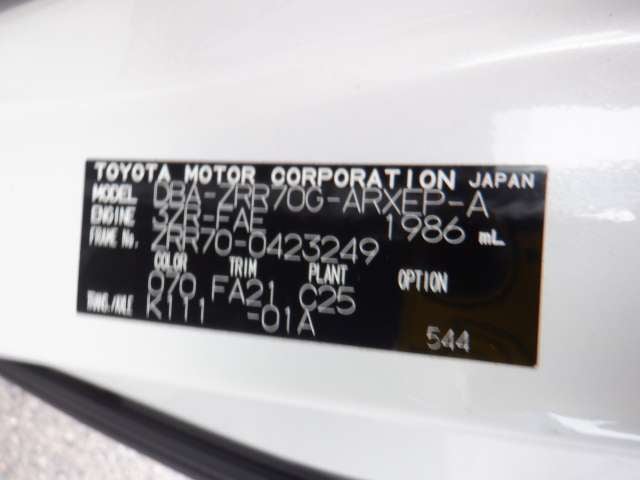 TOYOTA MOTOR CORPORATION JAPAN
MODEL DBA-ZRR70G-ARXEP-A
ENGINE 3ZR-FAE 1986 mL
FRAME No. ZRR70-0423249
COLOR TRIM PLANT OPTION
070 FA21 C25
TRANS./AXLE K111 -01A
544